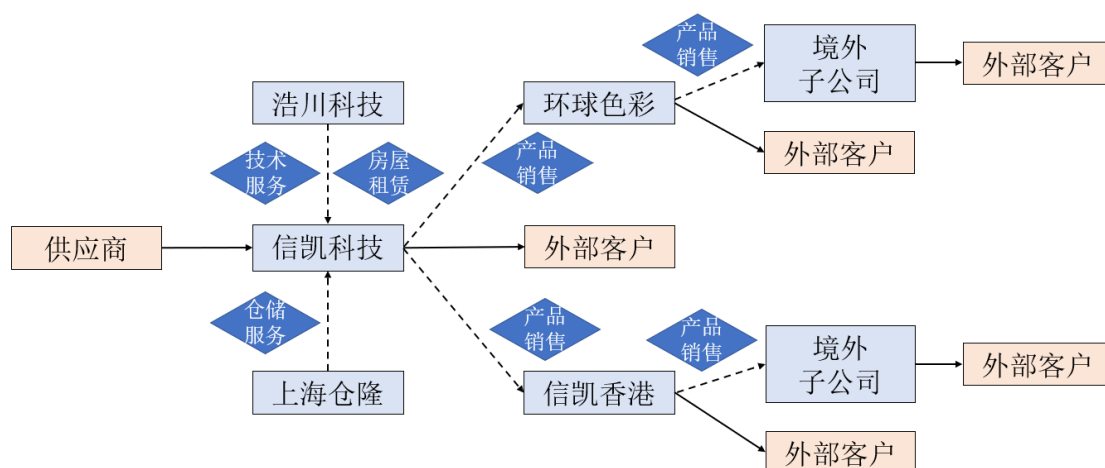 产品
销售
境外
子公司
外部客户
浩川科技
环球色彩
外部客户
技术
服务
房屋
租赁
产品
销售
供应商
信凯科技
外部客户
仓储
服务
产品
销售
产品
销售
境外
子公司
外部客户
上海仓隆
信凯香港
外部客户